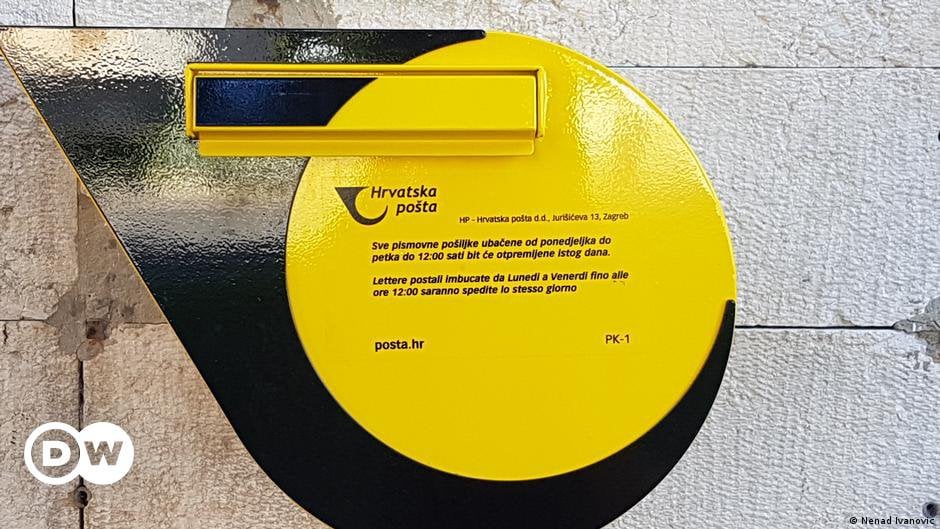 Hrvatska
pošta
HP - Hrvatska pošta d.d., Jurišićeva 13, Zagreb
Sve pismovne pošiljke ubačene od ponedjeljka do
petka do 12:00 sati bit će otpremljene istog dana.
Lettere postali imbucate da Lunedi a Venerdi fino alle
ore 12:00 saranno spedite lo stesso giorno
posta.hr
PK-1
DW
© Nenad Ivanovic